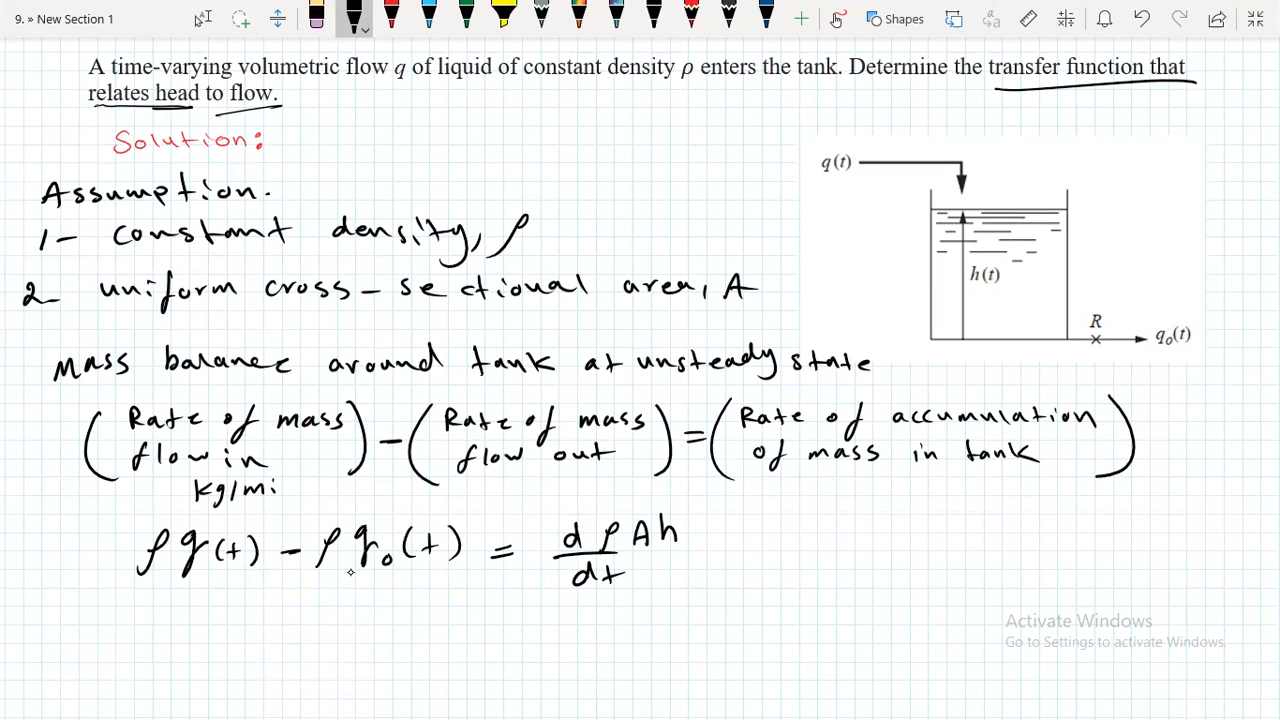 9. » New Section 1
Shapes
A time-varying volumetric flow q of liquid of constant density ρ enters the tank. Determine the transfer function that
relates head to flow.
Solution:
Assumption.
1- constant density, ρ
2- uniform cross-sectional area, A
q(t)
h(t)
R
q₀(t)
Mass balance around tank at unsteady state
(Rate of mass flow in) - (Rate of mass flow out) = (Rate of accumulation of mass in tank)
kg/mi
ρq(t) - ρq₀(t) = dρAh/dt
Activate Windows
Go to Settings to activate Windows.